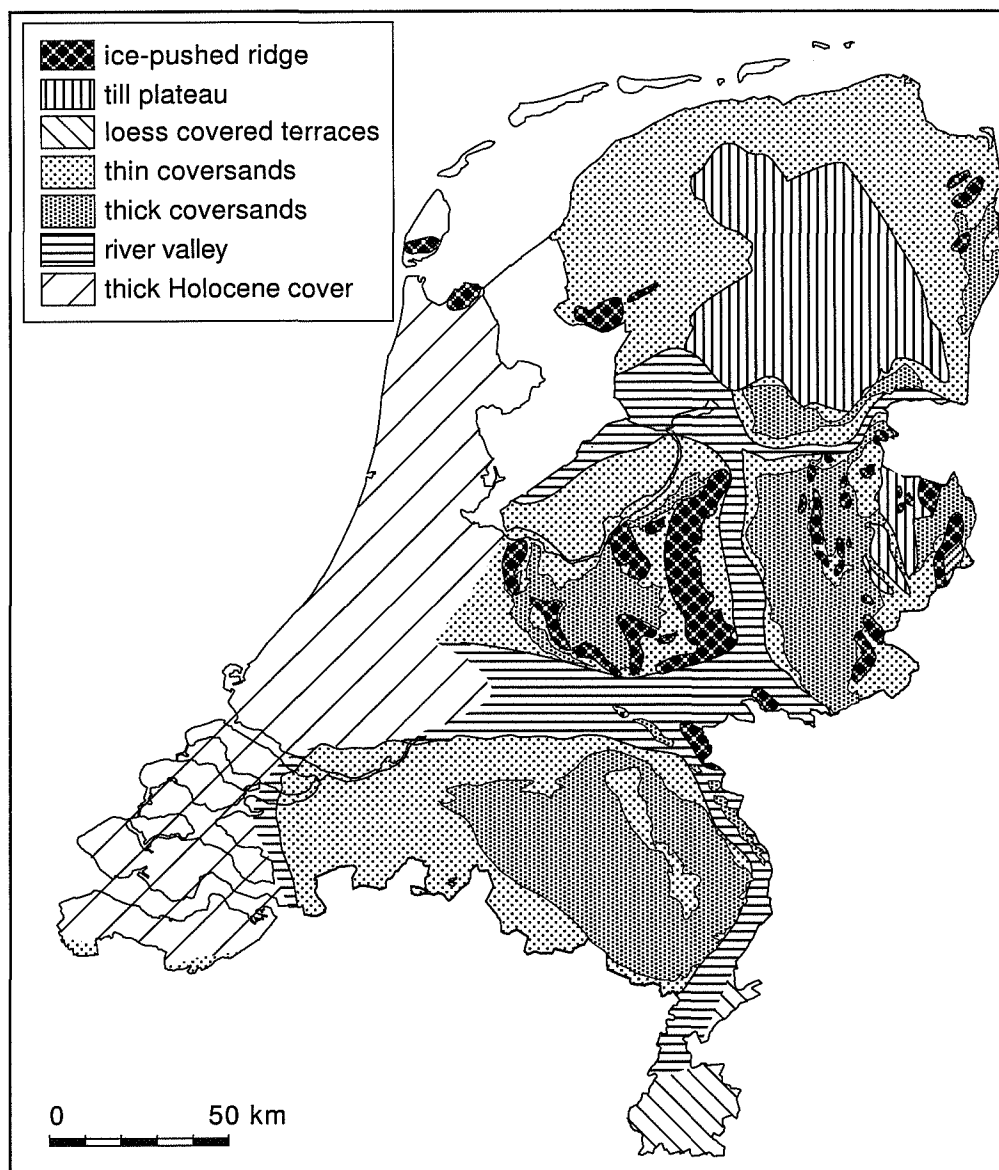 ice-pushed ridge
till plateau
loess covered terraces
thin coversands
thick coversands
river valley
thick Holocene cover
0 50 km